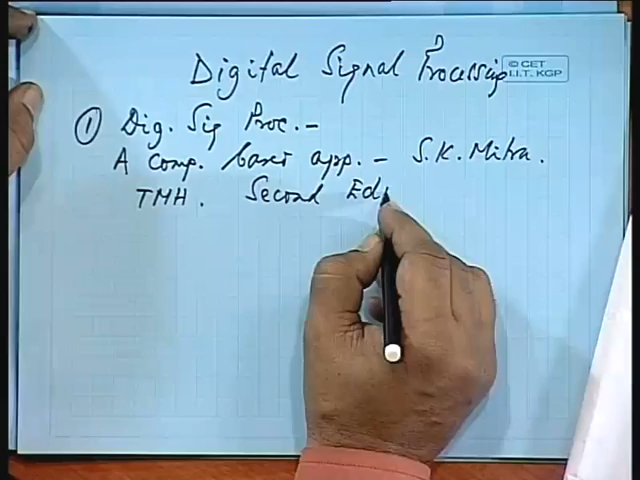 Digital Signal Processing
© CET
I.I.T. KGP
① Dig. Sig Proc. –
A Comp. based app. – S.K. Mitra.
TMH. Second Ed.